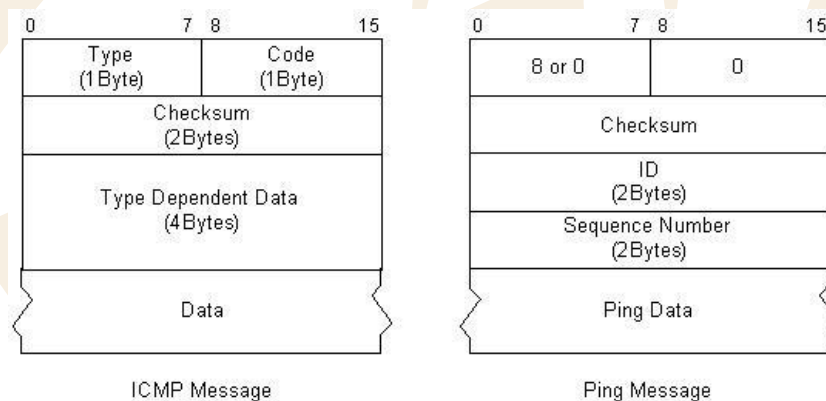 0 7 8 15
Type Code
(1Byte) (1Byte)
Checksum
(2Bytes)
Type Dependent Data
(4Bytes)
Data
ICMP Message
0 7 8 15
8 or 0 0
Checksum
ID
(2Bytes)
Sequence Number
(2Bytes)
Ping Data
Ping Message